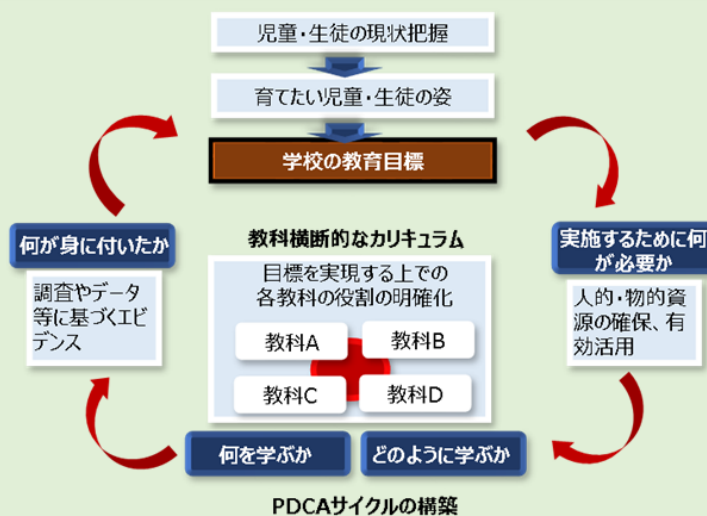 児童・生徒の現状把握
育てたい児童・生徒の姿
学校の教育目標
何が身に付いたか
調査やデータ
等に基づくエビ
デンス
教科横断的なカリキュラム
目標を実現する上での
各教科の役割の明確化
教科A
教科B
教科C
教科D
実施するために何
が必要か
人的・物的資
源の確保、有
効活用
何を学ぶか
どのように学ぶか
PDCAサイクルの構築